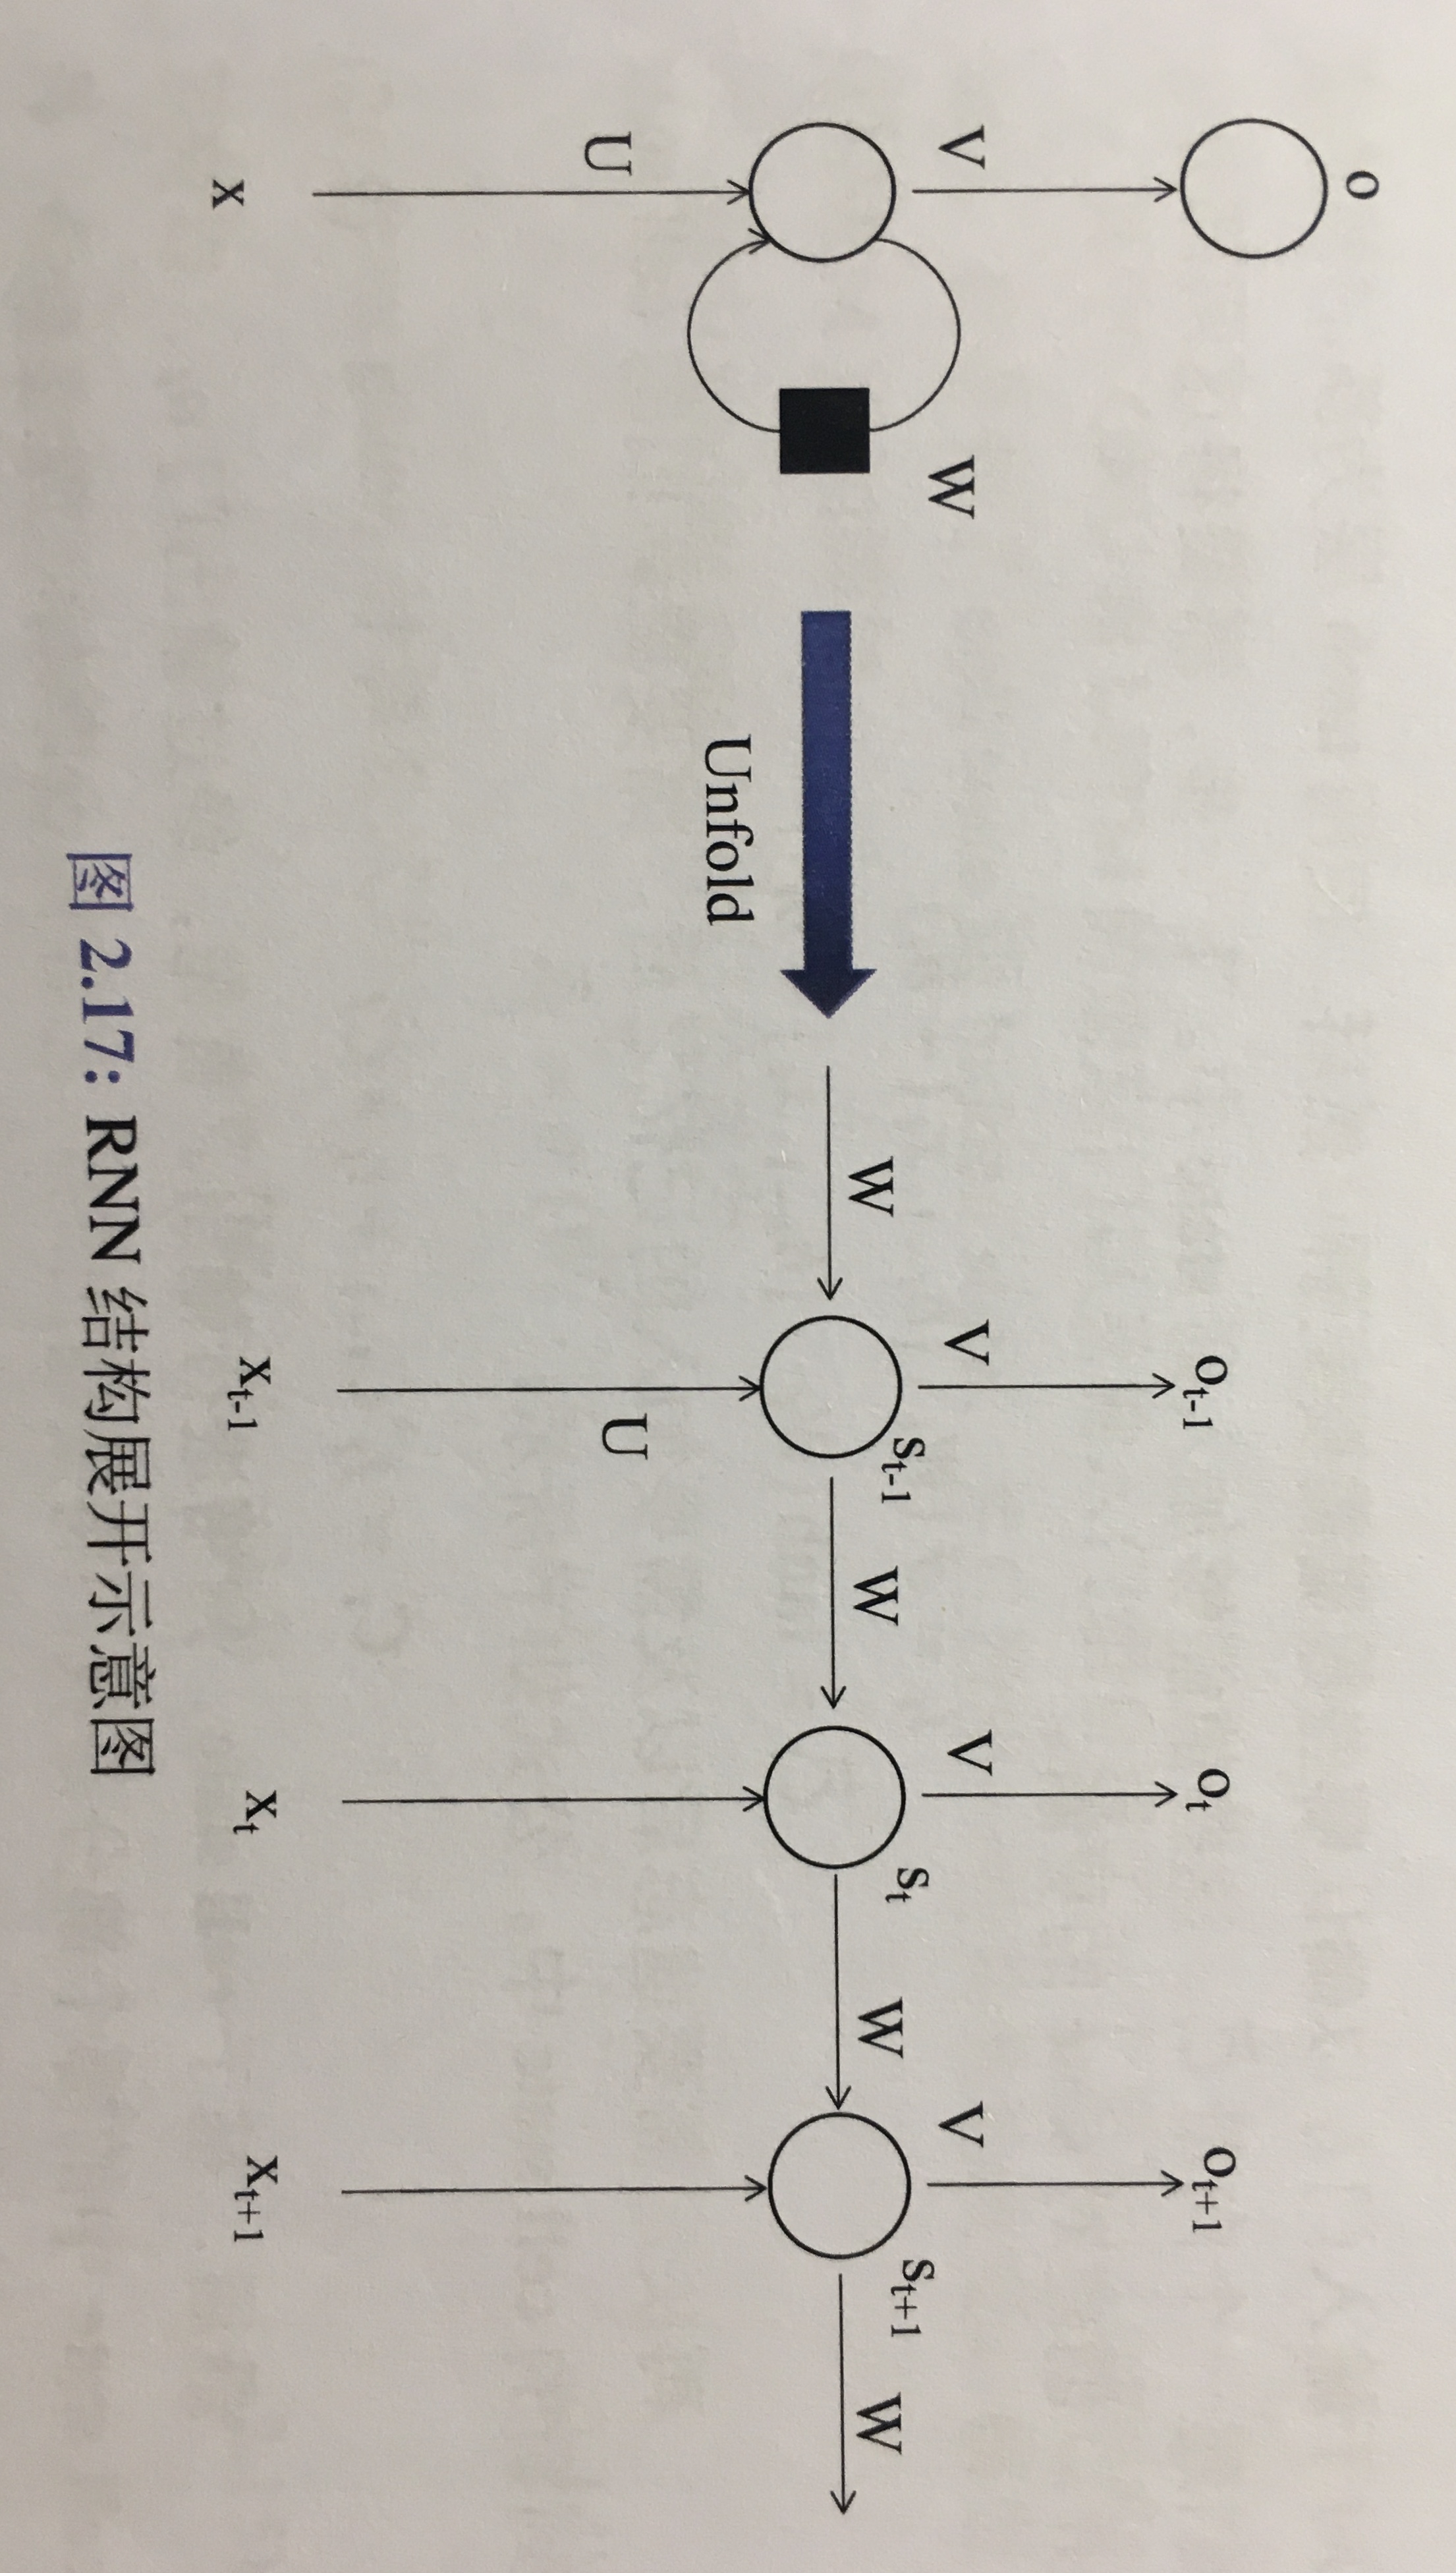 o
V
U
W
x
Unfold
W
V
U
o_{t-1}
s_{t-1}
x_{t-1}
W
V
o_t
s_t
x_t
W
V
o_{t+1}
s_{t+1}
x_{t+1}
W
图 2.17: RNN 结构展开示意图